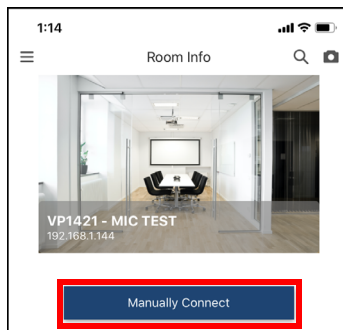 1:14
Room Info
VP1421 - MIC TEST
192.168.1.144
Manually Connect